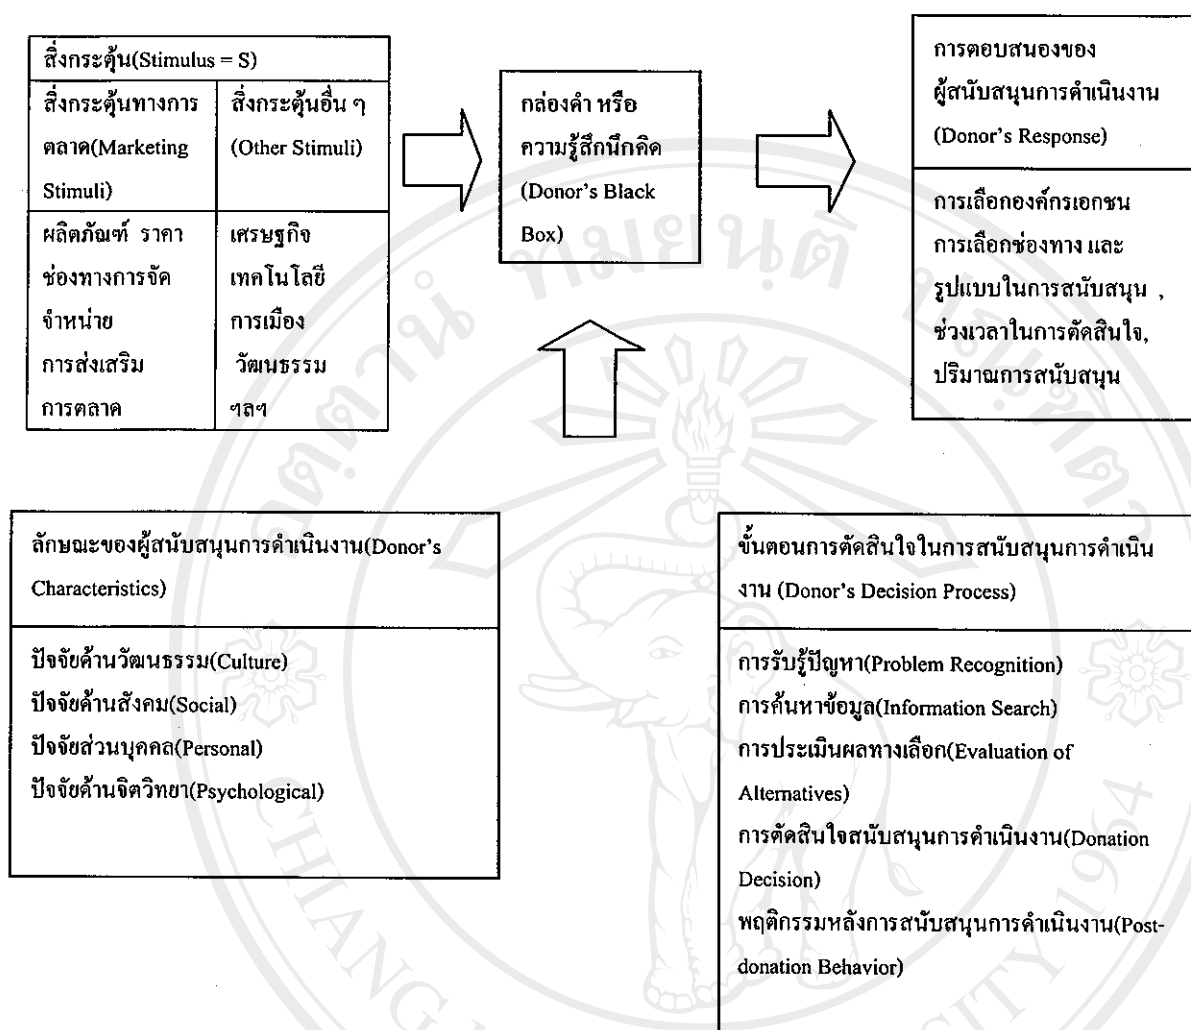 สิ่งกระตุ้น(Stimulus = S)
สิ่งกระตุ้นทางการ
ตลาด(Marketing
Stimuli)
สิ่งกระตุ้นอื่น ๆ
(Other Stimuli)
ผลิตภัณฑ์ ราคา
ช่องทางการจัด
จำหน่าย
การส่งเสริม
การตลาด
เศรษฐกิจ
เทคโนโลยี
การเมือง
วัฒนธรรม
ฯลฯ
กล่องดำ หรือ
ความรู้สึกนึกคิด
(Donor's Black
Box)
การตอบสนองของ
ผู้สนับสนุนการดำเนินงาน
(Donor's Response)
การเลือกองค์กรเอกชน
การเลือกช่องทาง และ
รูปแบบในการสนับสนุน ,
ช่วงเวลาในการตัดสินใจ,
ปริมาณการสนับสนุน
ลักษณะของผู้สนับสนุนการดำเนินงาน(Donor's
Characteristics)
ปัจจัยด้านวัฒนธรรม(Culture)
ปัจจัยด้านสังคม(Social)
ปัจจัยส่วนบุคคล(Personal)
ปัจจัยด้านจิตวิทยา(Psychological)
ขั้นตอนการตัดสินใจในการสนับสนุนการดำเนิน
งาน (Donor's Decision Process)
การรับรู้ปัญหา(Problem Recognition)
การค้นหาข้อมูล(Information Search)
การประเมินผลทางเลือก(Evaluation of
Alternatives)
การตัดสินใจสนับสนุนการดำเนินงาน(Donation
Decision)
พฤติกรรมหลังการสนับสนุนการดำเนินงาน(Post-
donation Behavior)
1964